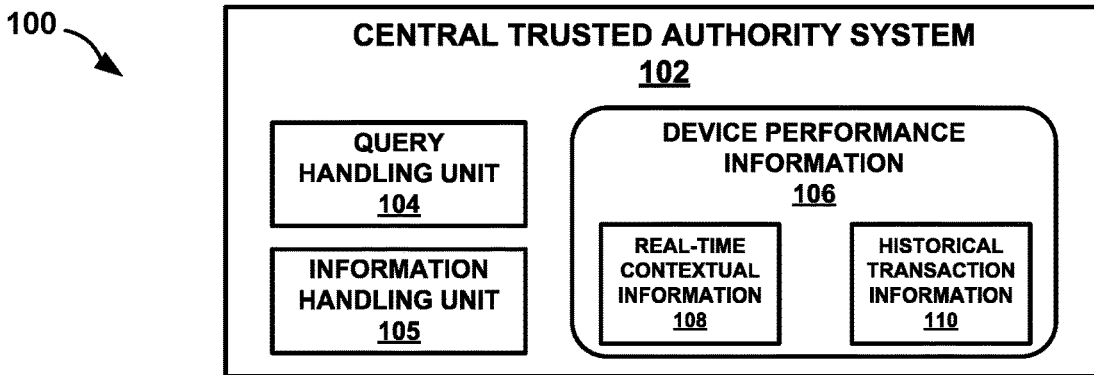 100
CENTRAL TRUSTED AUTHORITY SYSTEM
102
QUERY
HANDLING UNIT
104
INFORMATION
HANDLING UNIT
105
DEVICE PERFORMANCE
INFORMATION
106
REAL-TIME
CONTEXTUAL
INFORMATION
108
HISTORICAL
TRANSACTION
INFORMATION
110